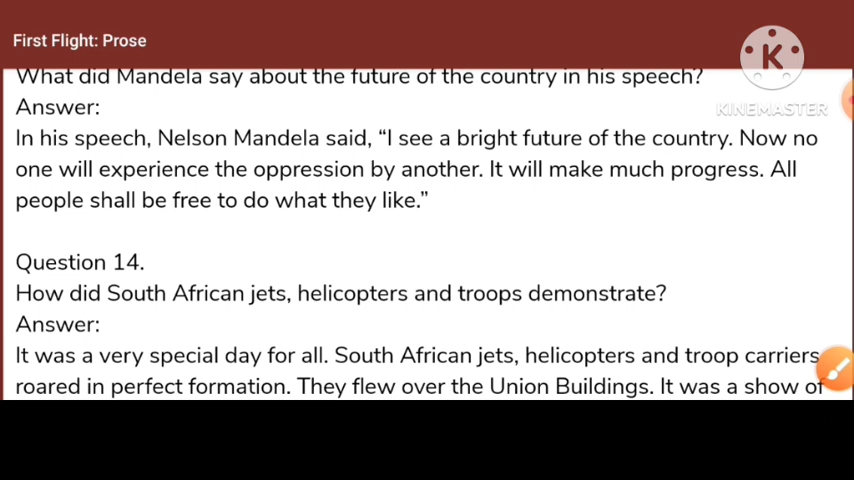 First Flight: Prose
K
KINEMASTER
What did Mandela say about the future of the country in his speech?
Answer:
In his speech, Nelson Mandela said, “I see a bright future of the country. Now no
one will experience the oppression by another. It will make much progress. All
people shall be free to do what they like.”
Question 14.
How did South African jets, helicopters and troops demonstrate?
Answer:
It was a very special day for all. South African jets, helicopters and troop carriers
roared in perfect formation. They flew over the Union Buildings. It was a show of